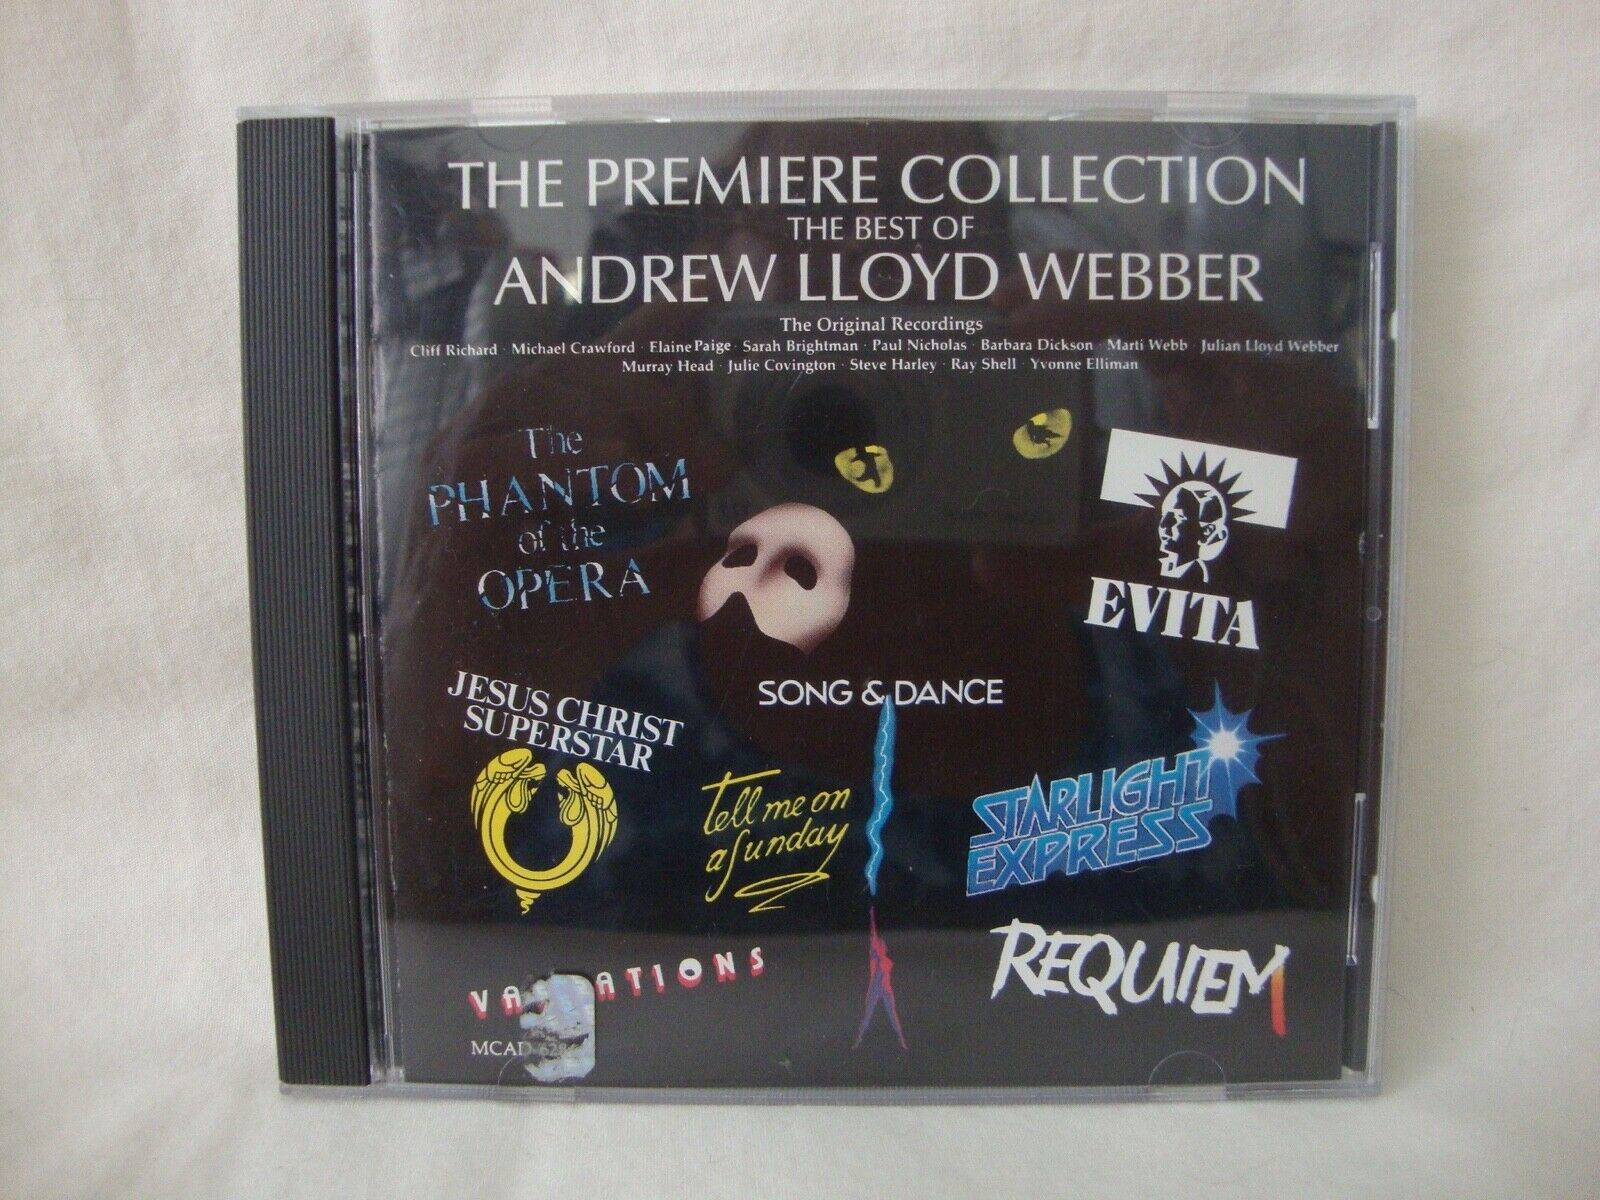 THE PREMIERE COLLECTION
THE BEST OF
ANDREW LLOYD WEBBER
The Original Recordings
Cliff Richard · Michael Crawford · Elaine Paige · Sarah Brightman · Paul Nicholas · Barbara Dickson · Marti Webb · Julian Lloyd Webber
Murray Head · Julie Covington · Steve Harley · Ray Shell · Yvonne Elliman
The
PHANTOM
of the
OPERA
EVITA
JESUS CHRIST
SUPERSTAR
SONG & DANCE
Tell me on
a Sunday
STARLIGHT
EXPRESS
VARIATIONS
REQUIEM
MCAD